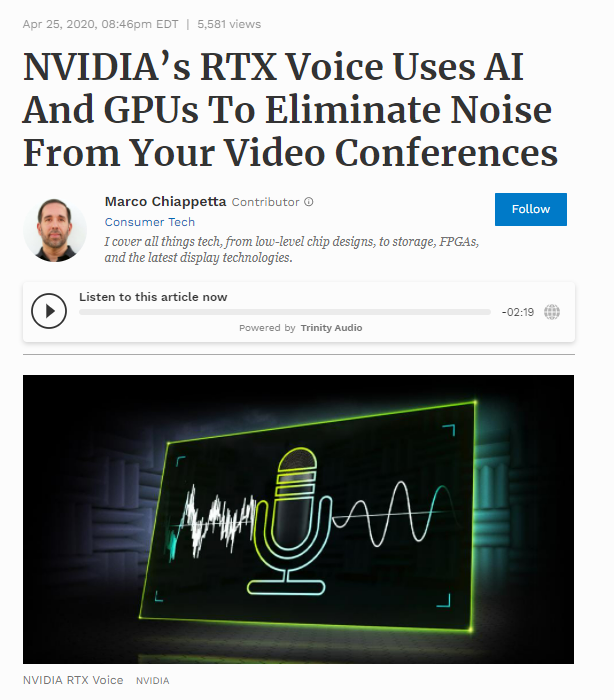 Apr 25, 2020, 08:46pm EDT | 5,581 views
NVIDIA’s RTX Voice Uses AI
And GPUs To Eliminate Noise
From Your Video Conferences
Marco Chiappetta Contributor
Follow
Consumer Tech
I cover all things tech, from low-level chip designs, to storage, FPGAs,
and the latest display technologies.
Listen to this article now
-02:19
Powered by Trinity Audio
NVIDIA RTX Voice NVIDIA